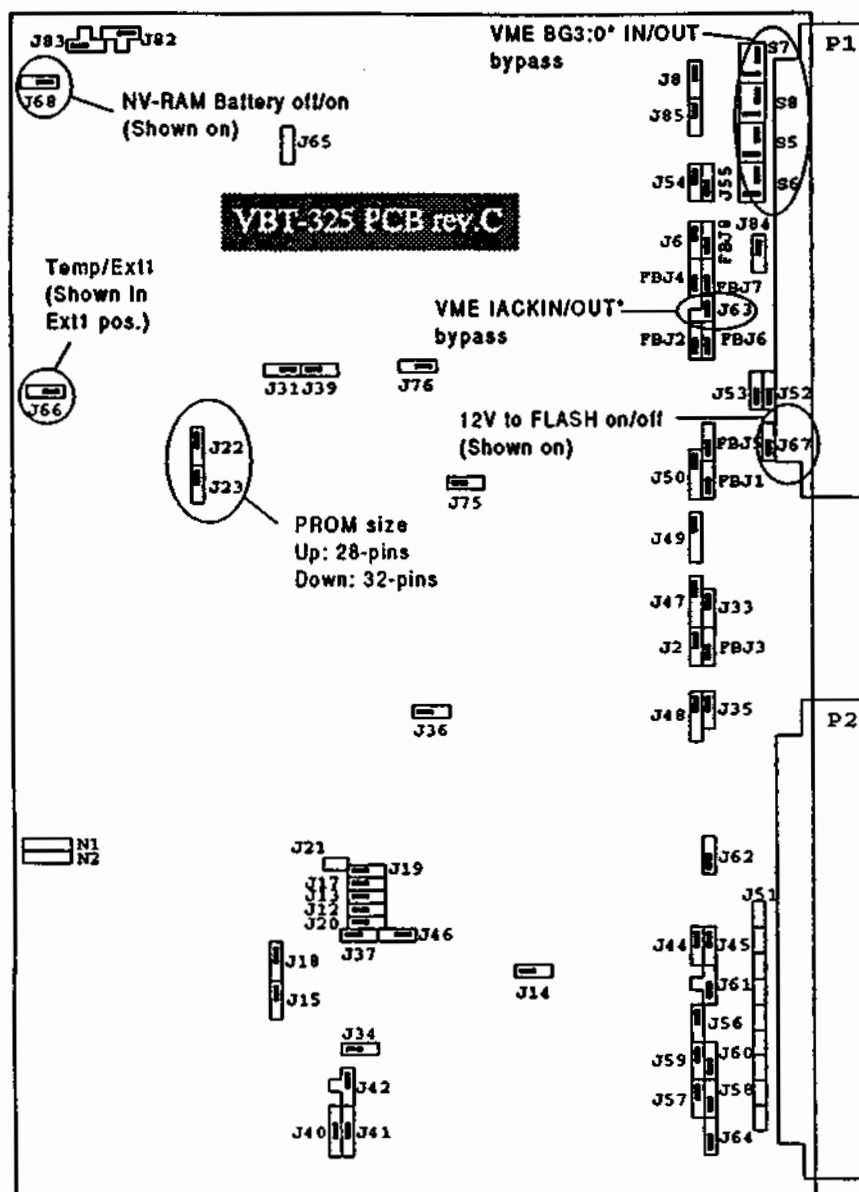 J83
J82
VME BG3:0* IN/OUT
bypass
S7
P1
J68
NV-RAM Battery off/on
(Shown on)
J8
J85
S8
J65
S5
J54
J55
S6
VBT-325 PCB rev.C
J6
FBJ8
J84
Temp/Ext1
(Shown in
Ext1 pos.)
FBJ4
FBJ7
VME IACKIN/OUT*
bypass
J63
FBJ2
FBJ6
J31
J39
J76
J66
J53
J52
12V to FLASH on/off
(Shown on)
J22
FBJ5
J67
J23
J50
FBJ1
J75
PROM size
Up: 28-pins
Down: 32-pins
J49
J47
J33
J2
FBJ3
J48
J35
P2
J36
N1
N2
J21
J19
J62
J17
J13
J12
J20
J51
J37
J46
J44
J45
J18
J14
J61
J15
J56
J34
J59
J60
J42
J57
J58
J40
J41
J64